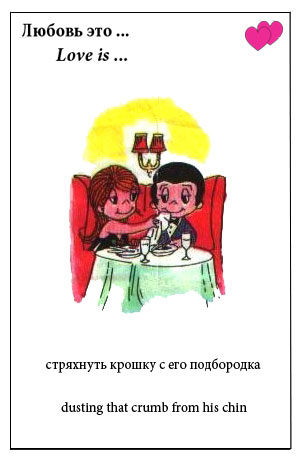 Любовь это ...
Love is ...
стряхнуть крошку с его подбородка
dusting that crumb from his chin